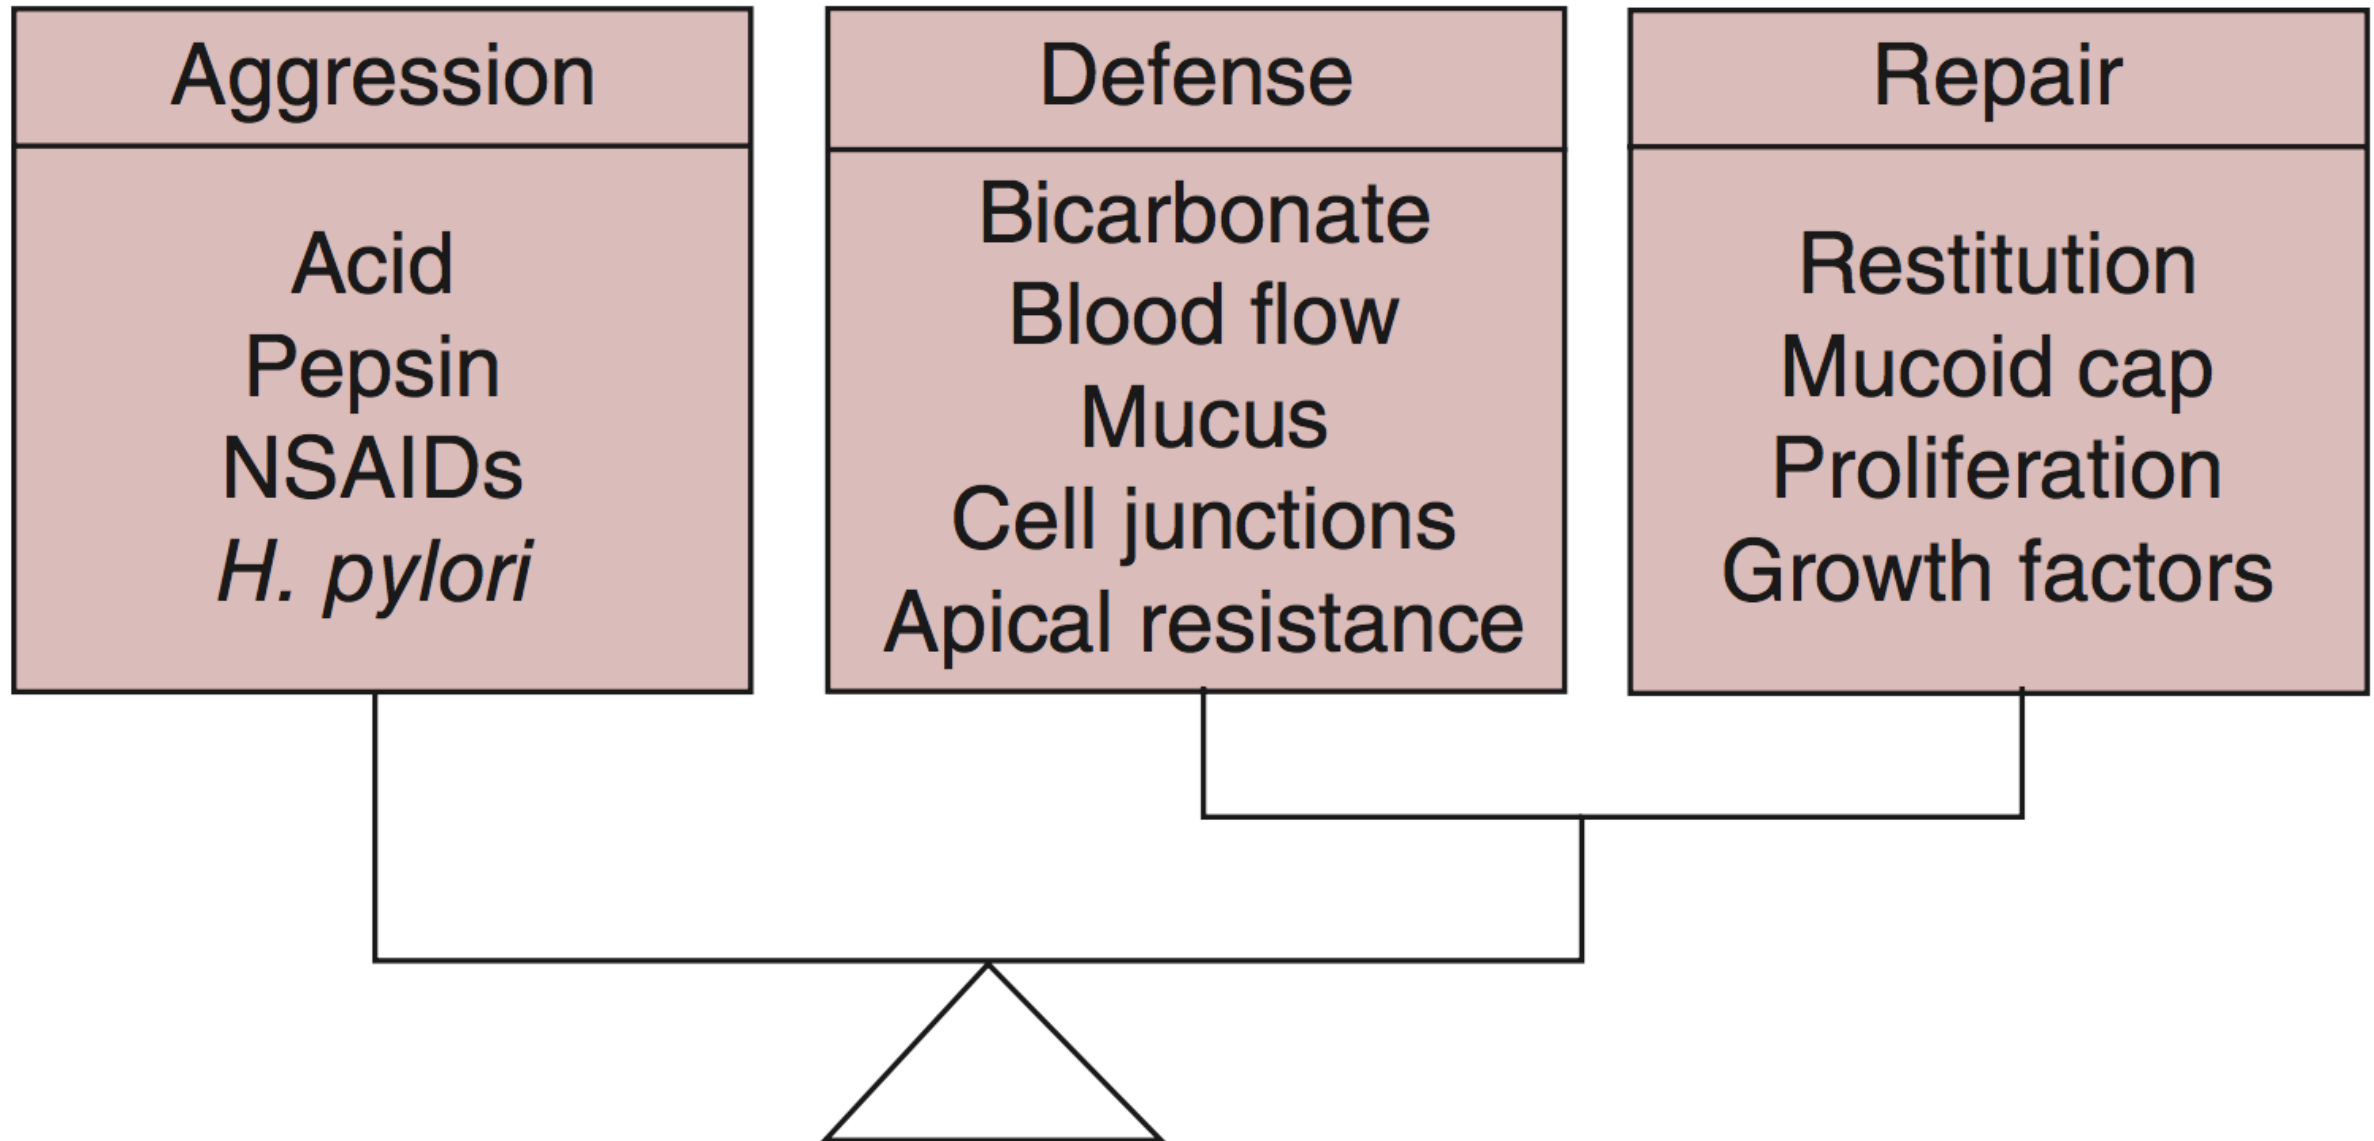 Aggression
Acid
Pepsin
NSAIDs
H. pylori
Defense
Bicarbonate
Blood flow
Mucus
Cell junctions
Apical resistance
Repair
Restitution
Mucoid cap
Proliferation
Growth factors